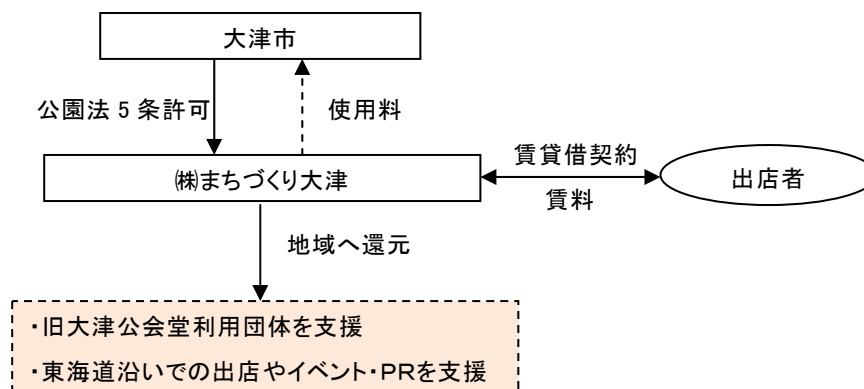 大津市
公園法 5 条許可
使用料
㈱まちづくり大津
賃貸借契約
賃料
出店者
地域へ還元
・旧大津公会堂利用団体を支援
・東海道沿いでの出店やイベント・PRを支援